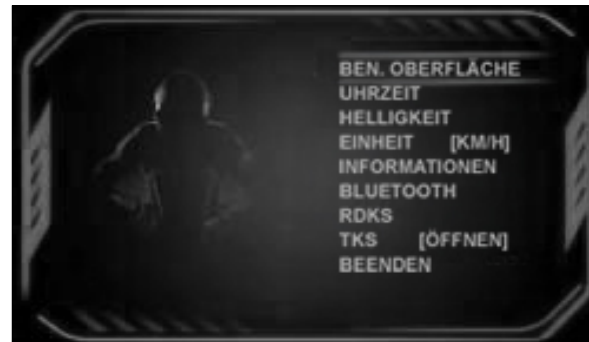 BEN. OBERFLÄCHE
UHRZEIT
HELLIGKEIT
EINHEIT [KM/H]
INFORMATIONEN
BLUETOOTH
RDKS
TKS [ÖFFNEN]
BEENDEN